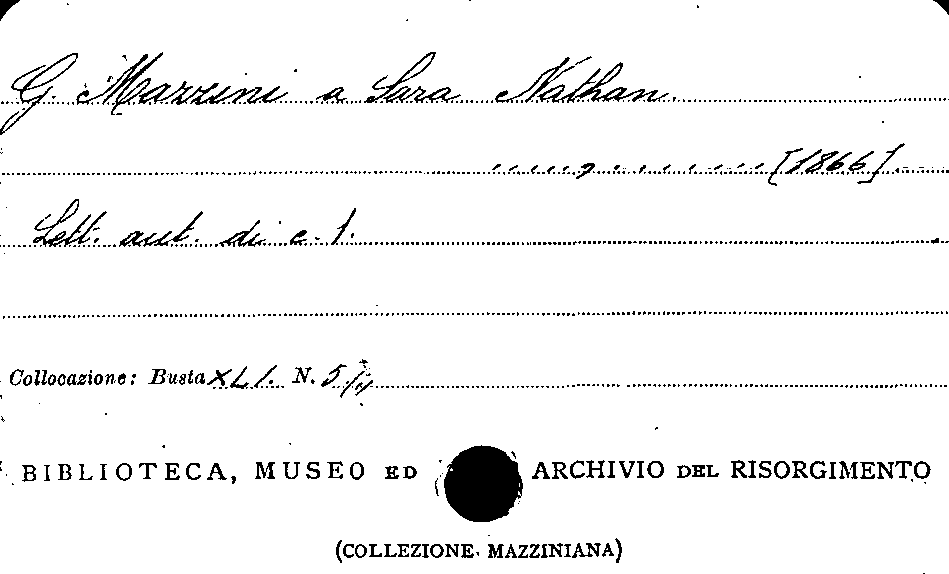 G. Mazzini a Sara Nathan.
....., ........ [1866].
Lett. aut. di c. 1.
Collocazione: Busta XLI. N. 5
BIBLIOTECA, MUSEO ED ARCHIVIO DEL RISORGIMENTO
(COLLEZIONE MAZZINIANA)